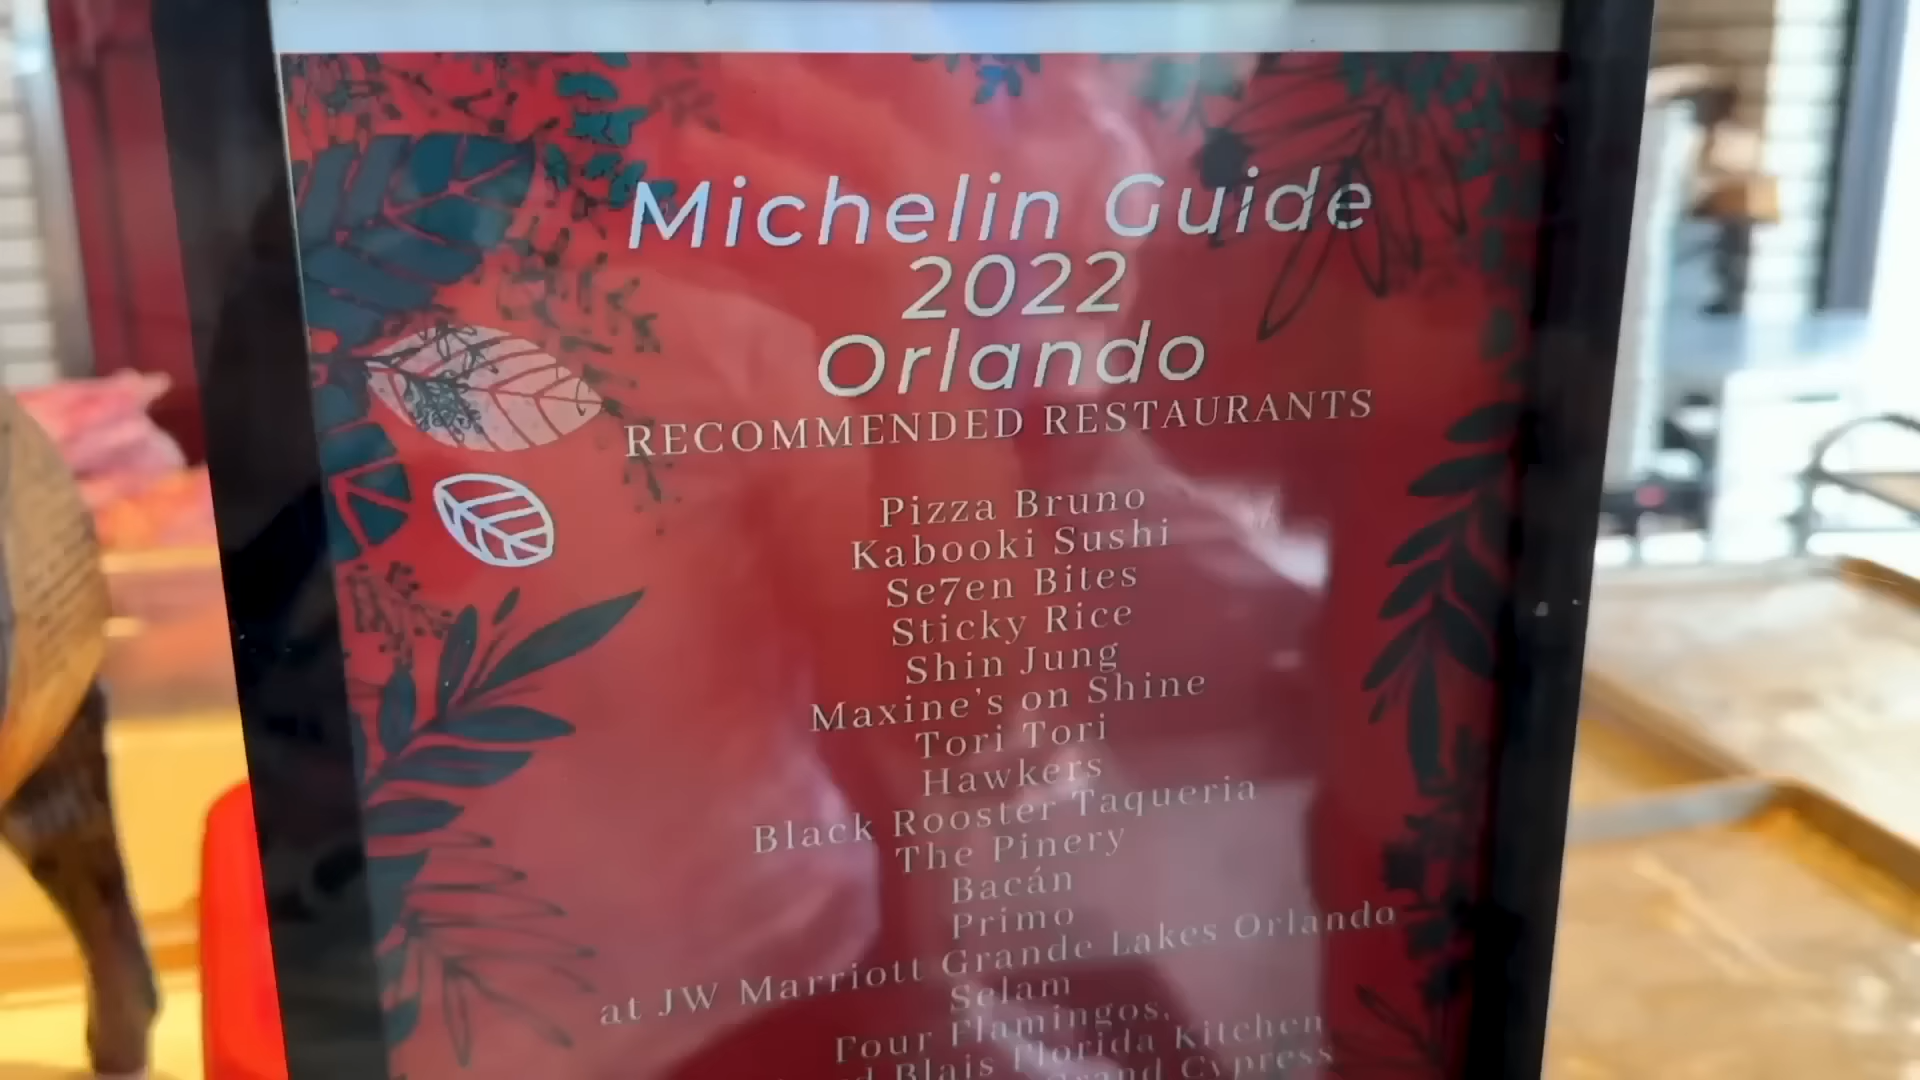 Michelin Guide
2022
Orlando
RECOMMENDED RESTAURANTS
Pizza Bruno
Kabooki Sushi
Se7en Bites
Sticky Rice
Shin Jung
Maxine's on Shine
Tori Tori
Hawkers
Black Rooster Taqueria
The Pinery
Bacán
Primo
at JW Marriott Grande Lakes Orlando
Selam
Four Flamingos,
Blais Florida Kitchen
Grand Cypress